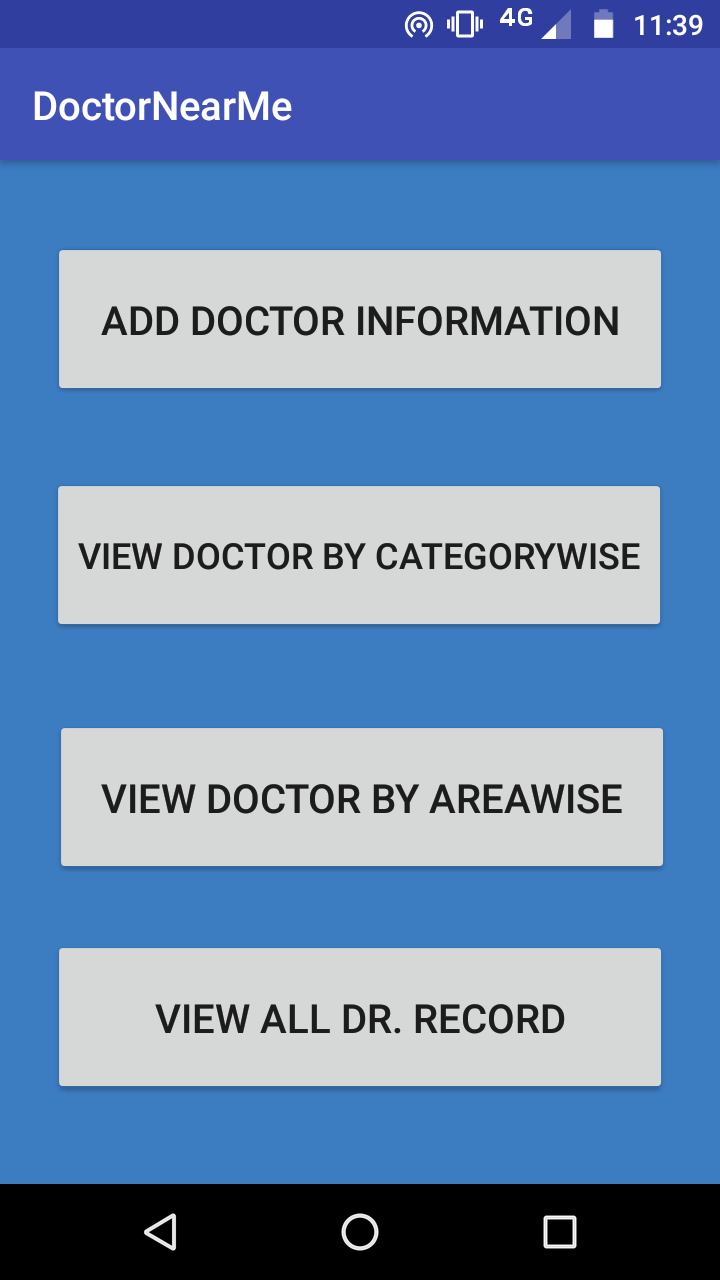 4G 11:39
DoctorNearMe
ADD DOCTOR INFORMATION
VIEW DOCTOR BY CATEGORYWISE
VIEW DOCTOR BY AREAWISE
VIEW ALL DR. RECORD